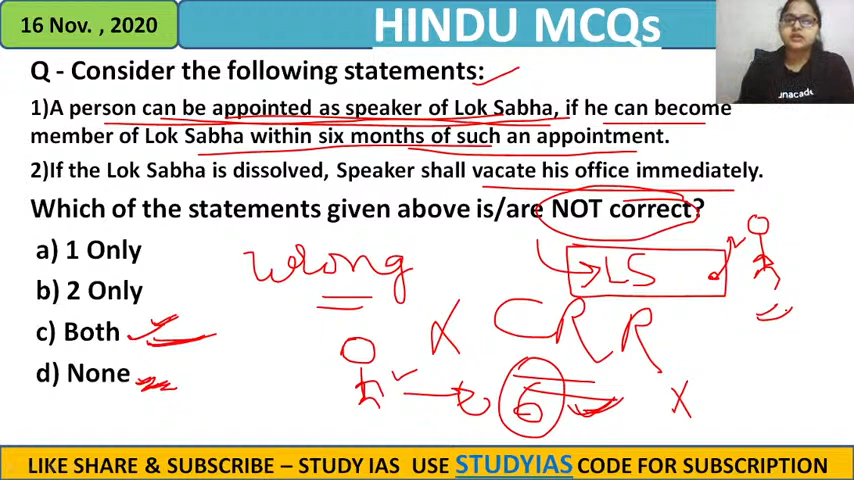 16 Nov. , 2020
HINDU MCQs
unacade
Q - Consider the following statements:
1)A person can be appointed as speaker of Lok Sabha, if he can become
member of Lok Sabha within six months of such an appointment.
2)If the Lok Sabha is dissolved, Speaker shall vacate his office immediately.
Which of the statements given above is/are NOT correct?
a) 1 Only
wrong
LS
b) 2 Only
c) Both
CRR
d) None
6
LIKE SHARE & SUBSCRIBE – STUDY IAS USE STUDYIAS CODE FOR SUBSCRIPTION